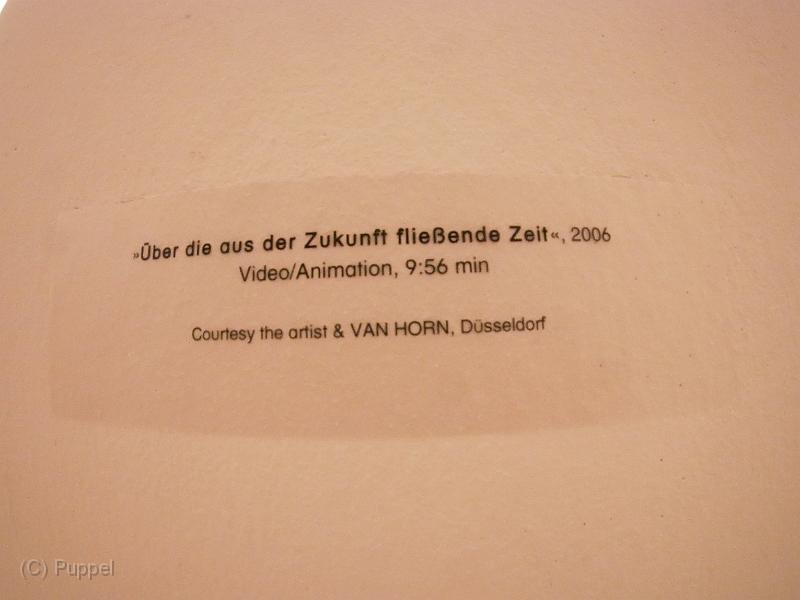 »Über die aus der Zukunft fließende Zeit«, 2006
Video/Animation, 9:56 min
Courtesy the artist & VAN HORN, Düsseldorf
(C) Puppel